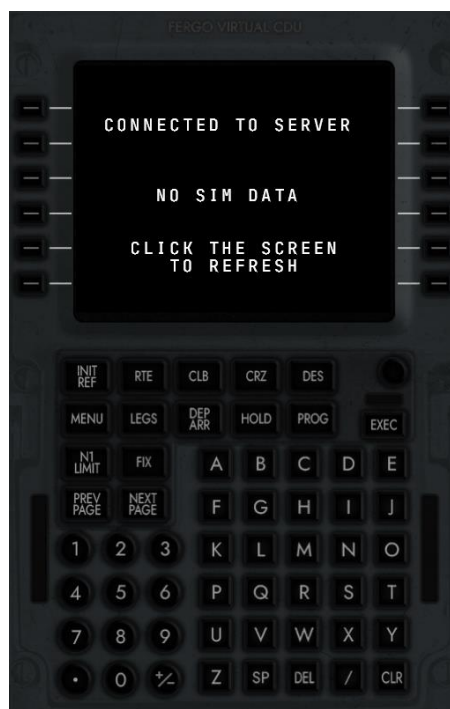 FERGO VIRTUAL CDU
CONNECTED TO SERVER
NO SIM DATA
CLICK THE SCREEN
TO REFRESH
INIT
REF
RTE
CLB
CRZ
DES
MENU
LEGS
DEP
ARR
HOLD
PROG
EXEC
N1
LIMIT
FIX
A B C D E
PREV
PAGE
NEXT
PAGE
F G H I J
1 2 3 K L M N O
4 5 6 P Q R S T
7 8 9 U V W X Y
. 0 +/- Z SP DEL / CLR